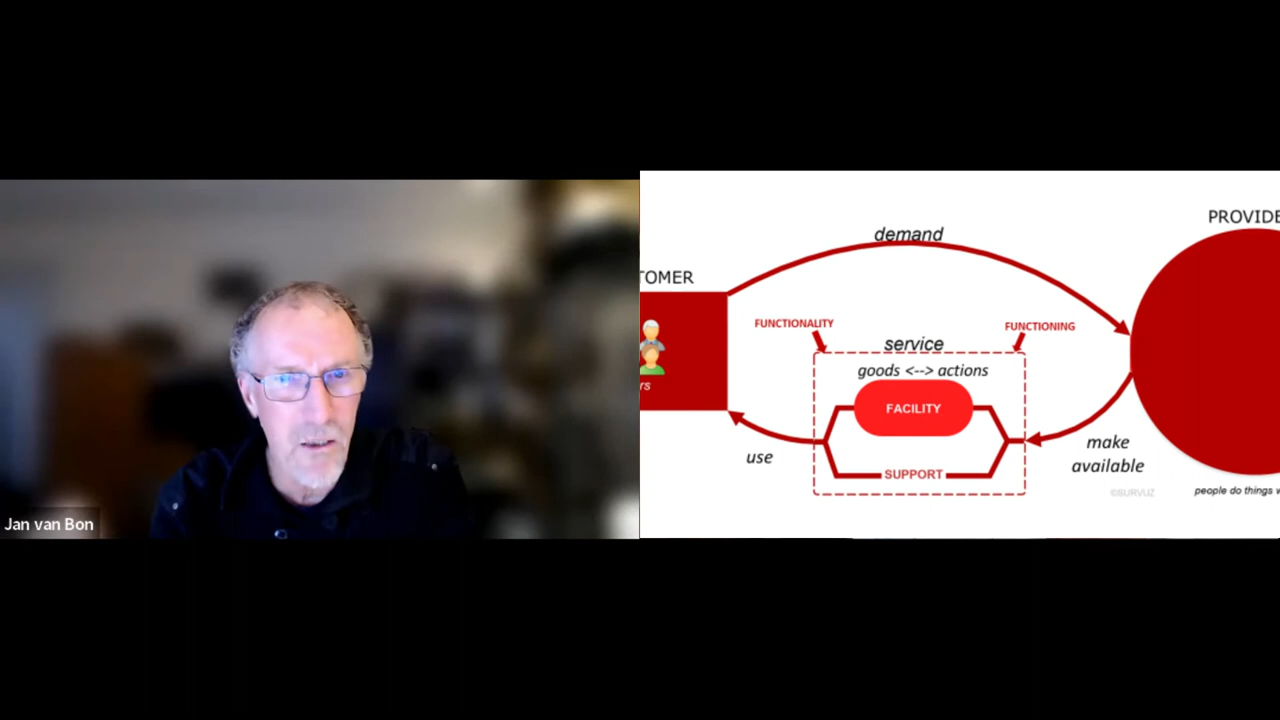 Jan van Bon
PROVIDE
demand
TOMER
FUNCTIONALITY
FUNCTIONING
service
goods <--> actions
rs
FACILITY
use
make
available
SUPPORT
©SURVUZ
people do things w